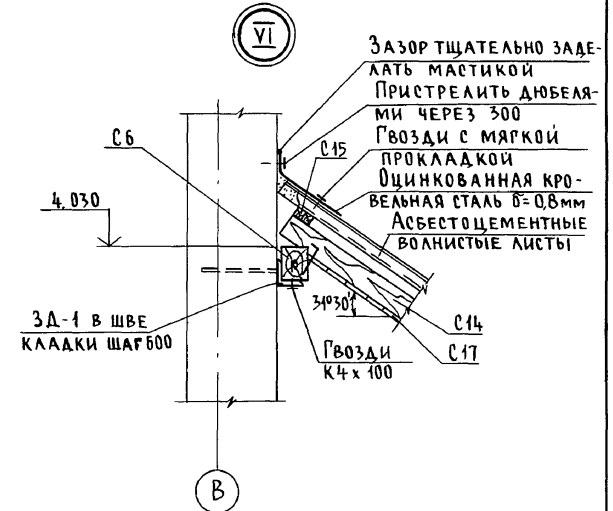 VI
ЗАЗОР ТЩАТЕЛЬНО ЗАДЕ-
ЛАТЬ МАСТИКОЙ
ПРИСТРЕЛИТЬ ДЮБЕЛЯ-
МИ ЧЕРЕЗ 300
ГВОЗДИ С МЯГКОЙ
ПРОКЛАДКОЙ
ОЦИНКОВАННАЯ КРО-
ВЕЛЬНАЯ СТАЛЬ δ=0,8мм
АСБЕСТОЦЕМЕНТНЫЕ
ВОЛНИСТЫЕ ЛИСТЫ
С6
С15
4.030
31°30'
ЗД-1 В ШВЕ
КЛАДКИ ШАГ 600
ГВОЗДИ
К4 х 100
С14
С17
В